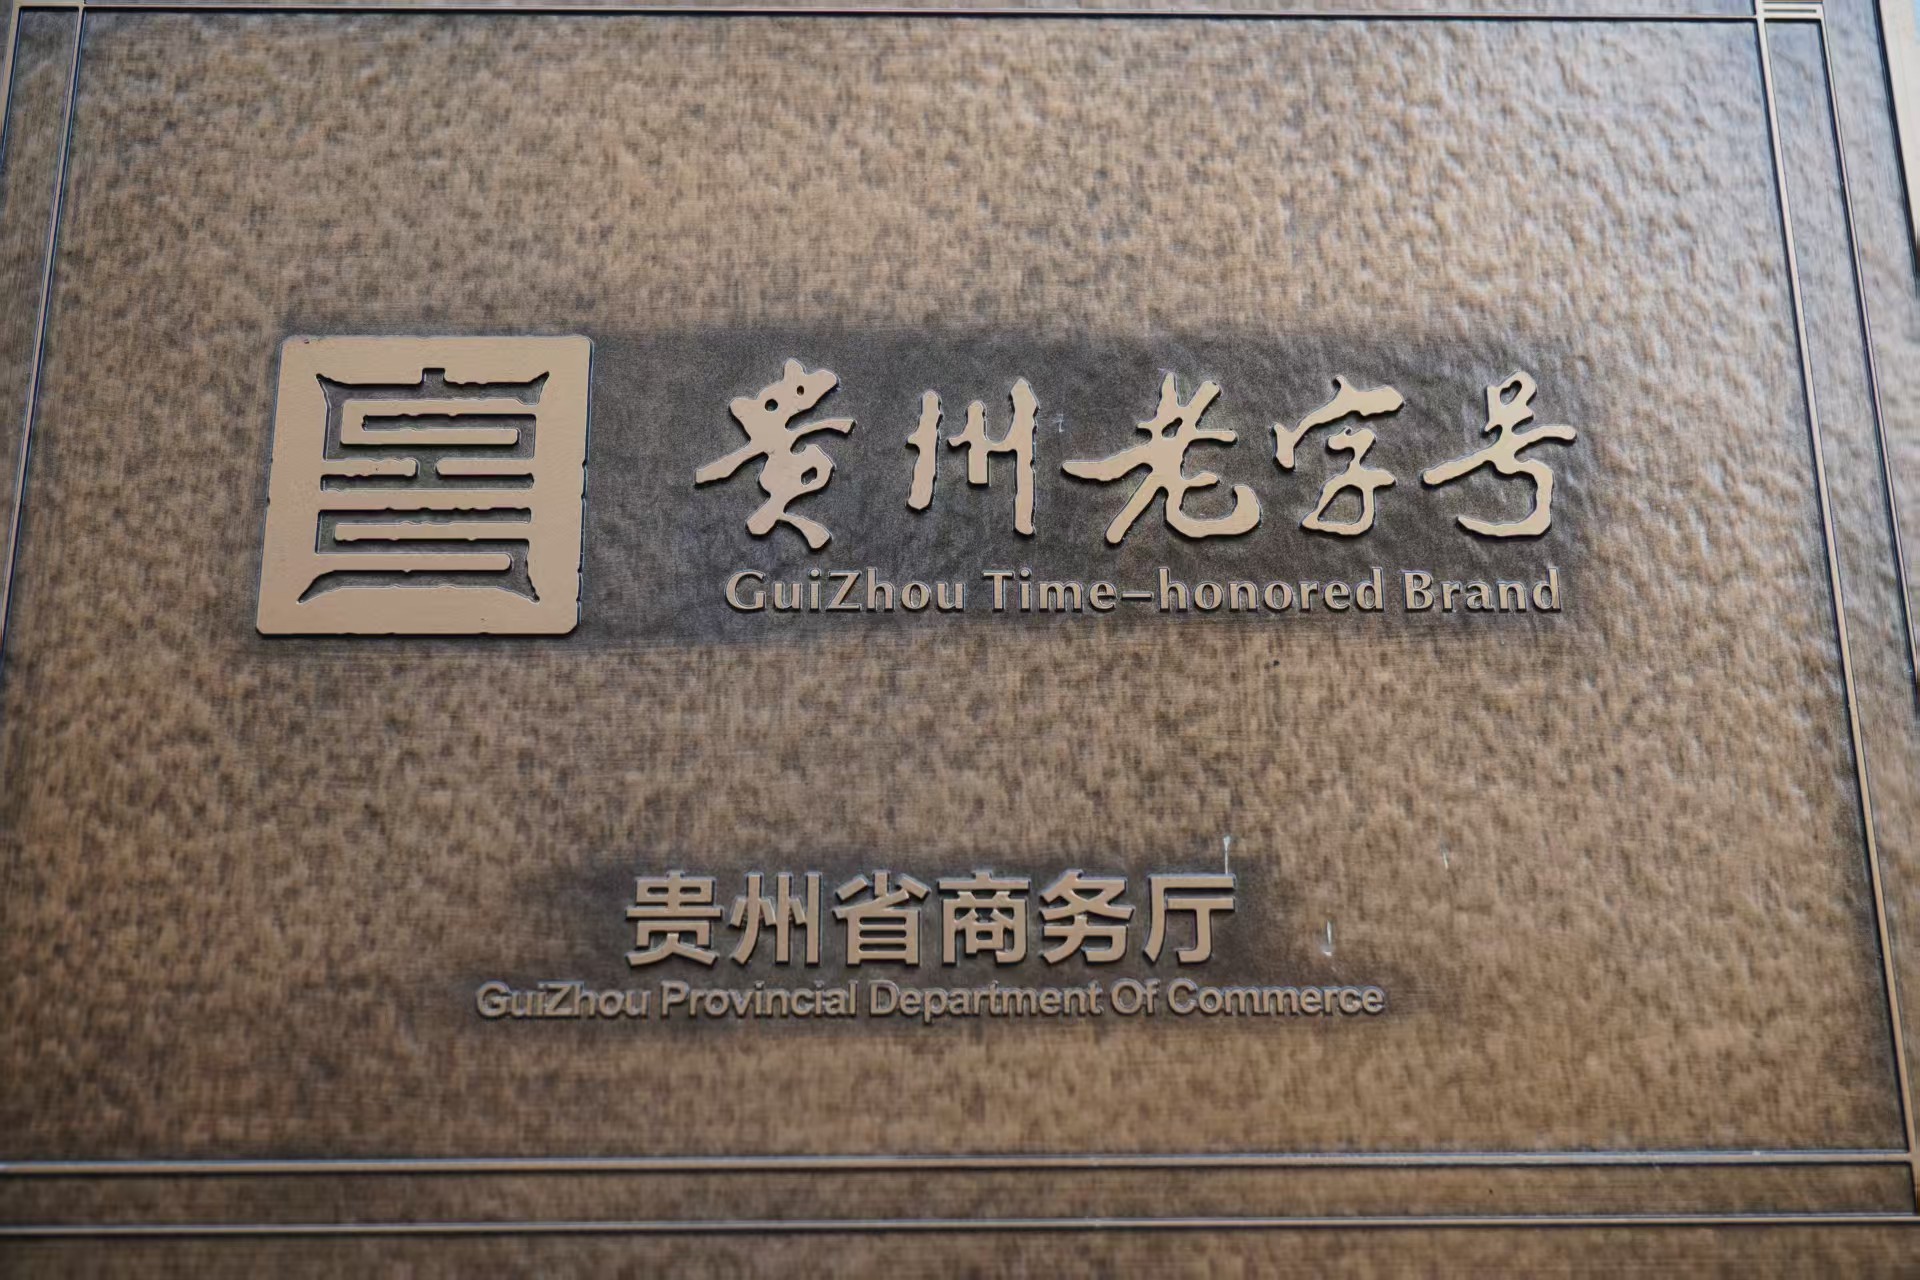 贵州老字号
GuiZhou Time-honored Brand
贵州省商务厅
GuiZhou Provincial Department Of Commerce